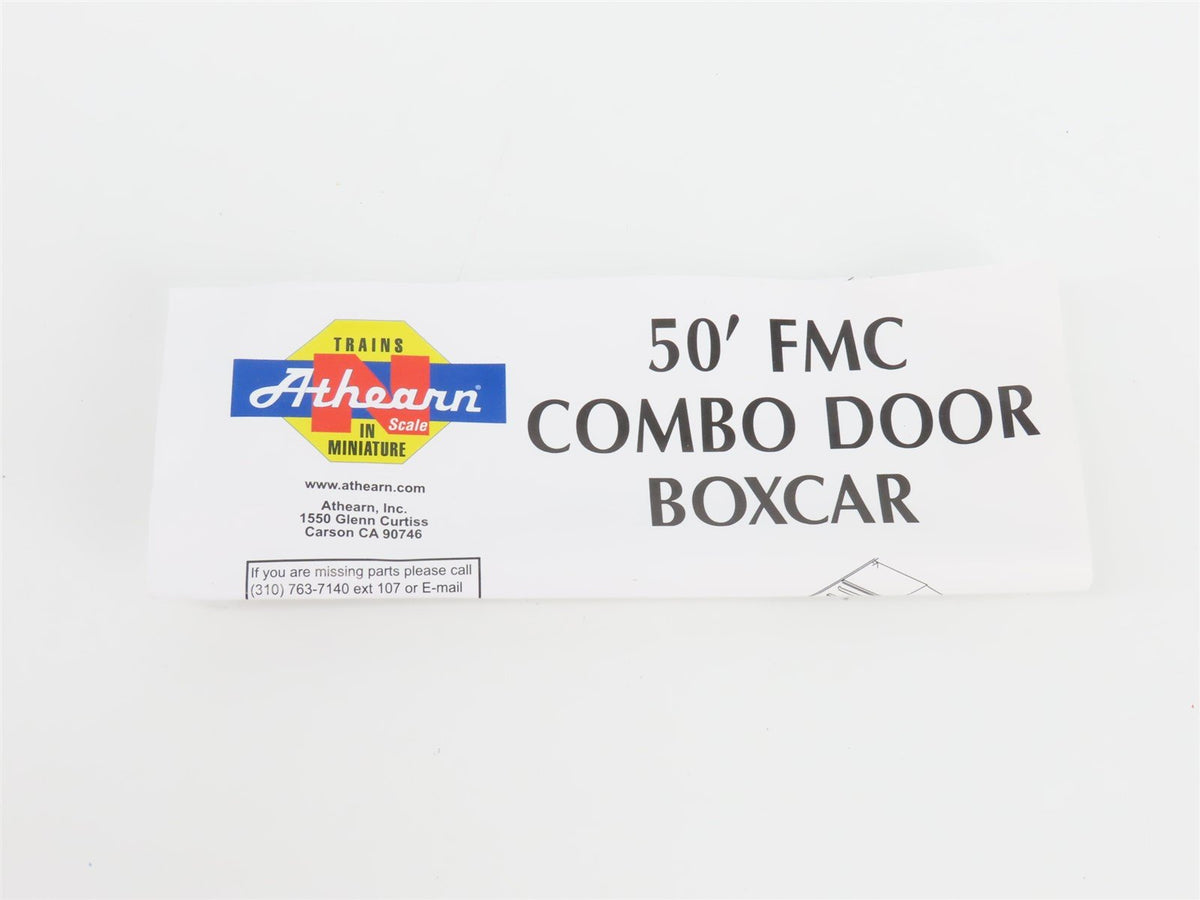 TRAINS
Athearn®
N
Scale
IN
MINIATURE
www.athearn.com
Athearn, Inc.
1550 Glenn Curtiss
Carson CA 90746
If you are missing parts please call
(310) 763-7140 ext 107 or E-mail
50' FMC
COMBO DOOR
BOXCAR